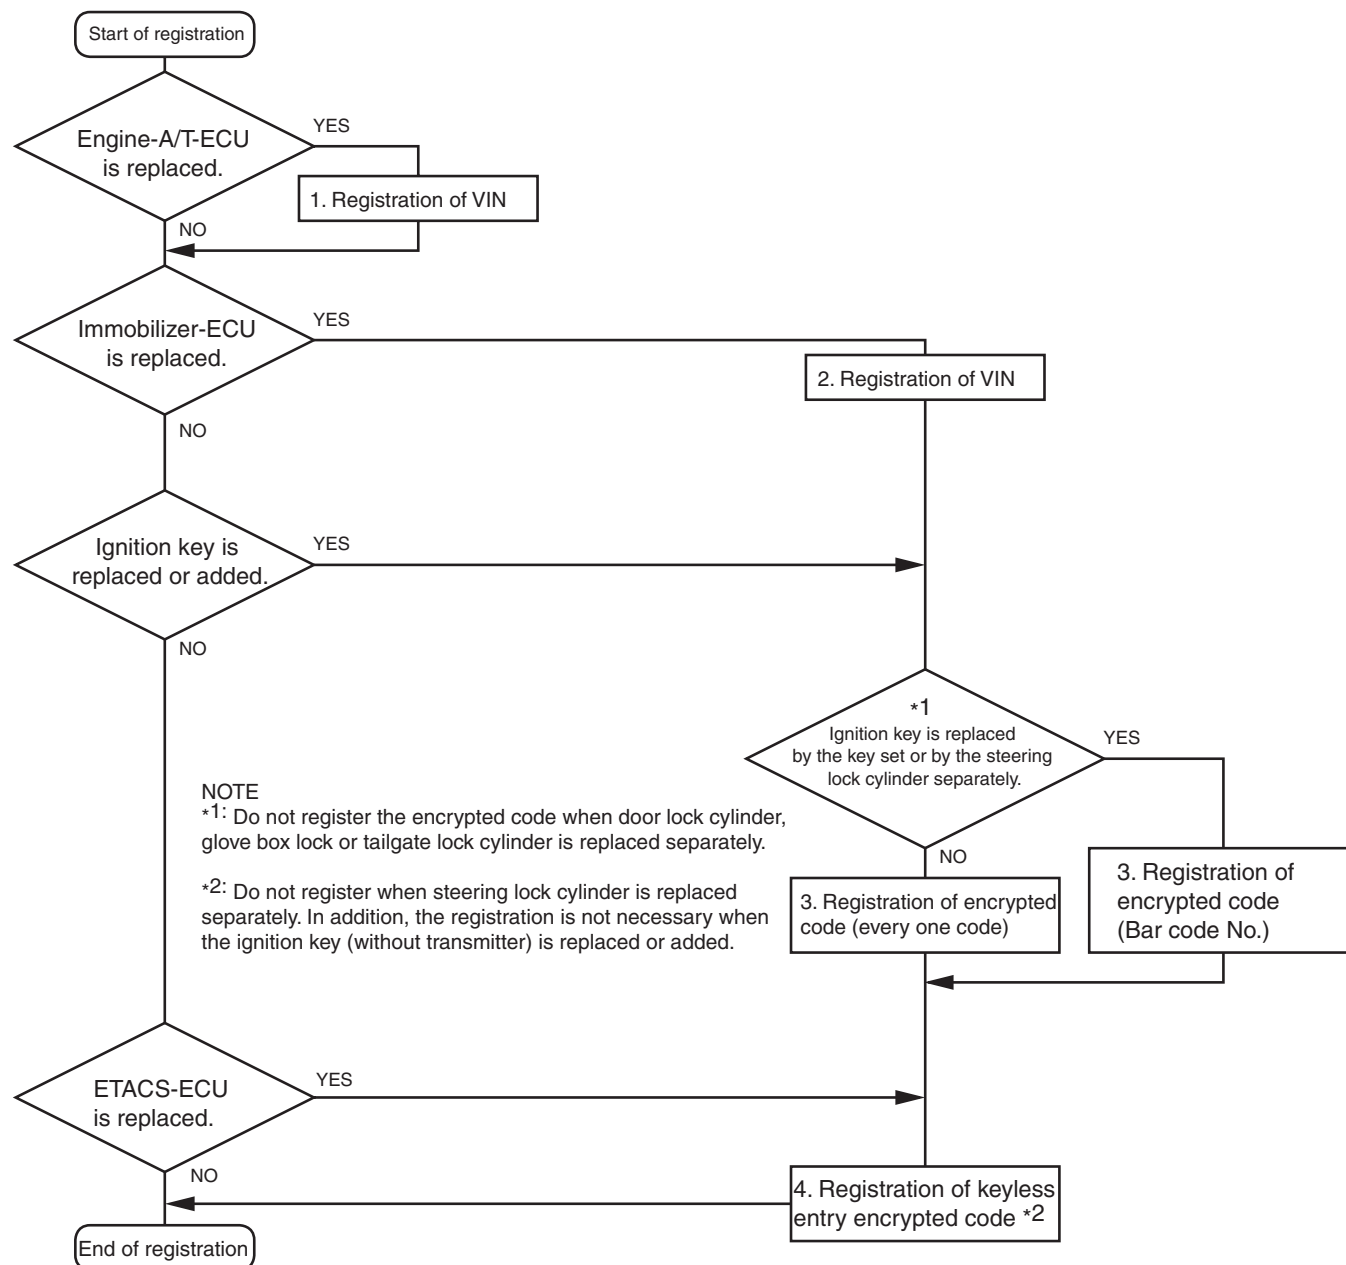 Start of registration
Engine-A/T-ECU
is replaced.
YES
1. Registration of VIN
NO
Immobilizer-ECU
is replaced.
YES
2. Registration of VIN
NO
Ignition key is
replaced or added.
YES
NO
*1
Ignition key is replaced
by the key set or by the steering
lock cylinder separately.
YES
NO
NOTE
*1: Do not register the encrypted code when door lock cylinder,
glove box lock or tailgate lock cylinder is replaced separately.
*2: Do not register when steering lock cylinder is replaced
separately. In addition, the registration is not necessary when
the ignition key (without transmitter) is replaced or added.
3. Registration of encrypted
code (every one code)
3. Registration of
encrypted code
(Bar code No.)
ETACS-ECU
is replaced.
YES
NO
4. Registration of keyless
entry encrypted code *2
End of registration